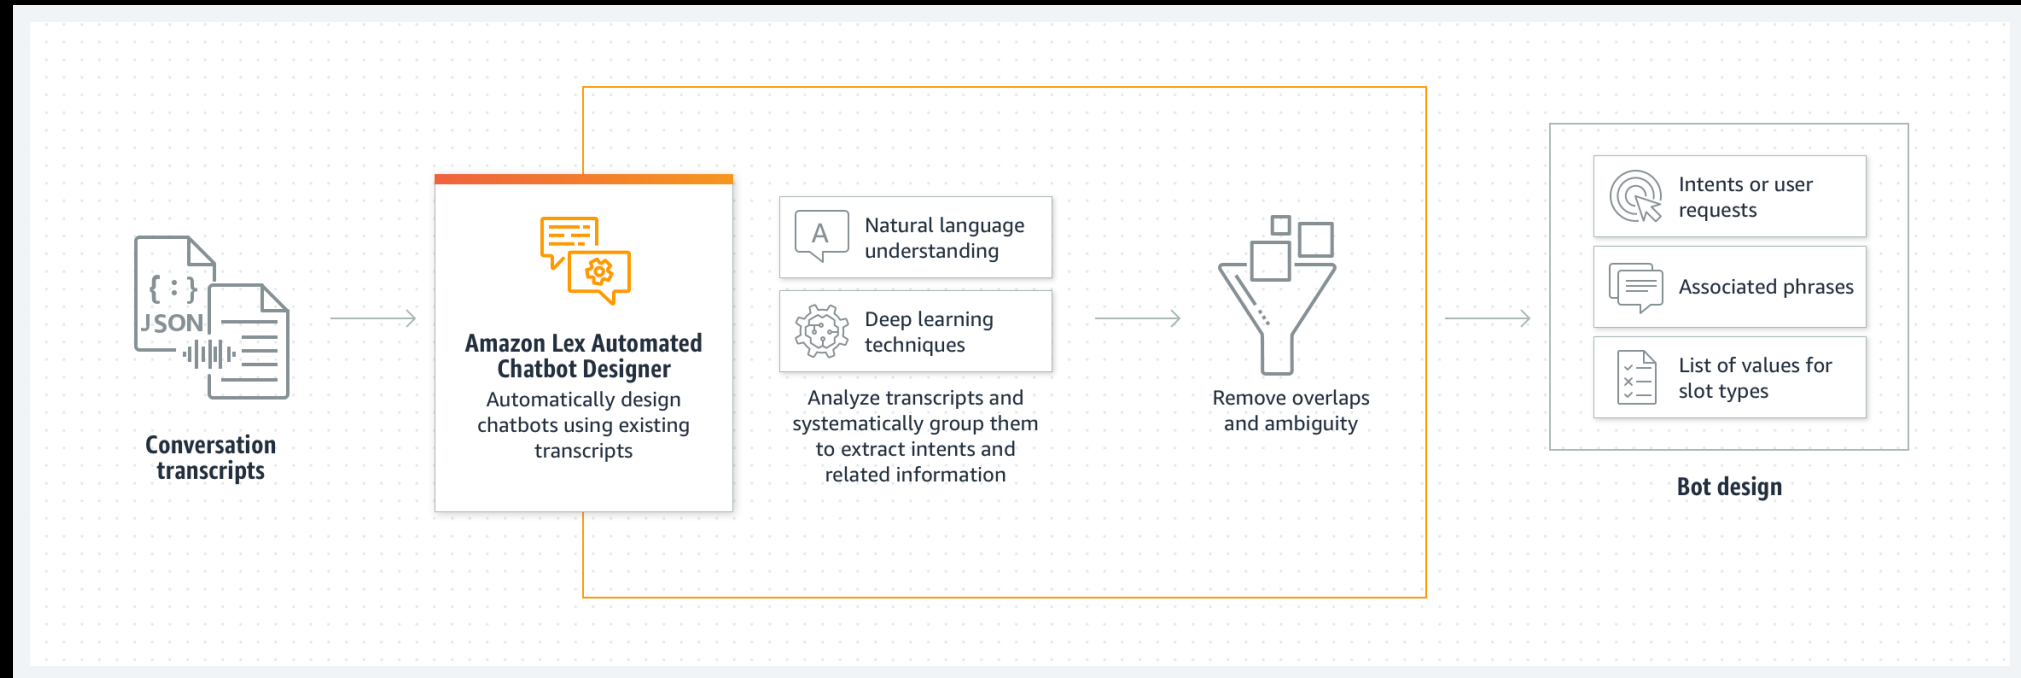 {:}
JSON
Conversation
transcripts
Amazon Lex Automated
Chatbot Designer
Automatically design
chatbots using existing
transcripts
A
Natural language
understanding
Deep learning
techniques
Analyze transcripts and
systematically group them
to extract intents and
related information
Remove overlaps
and ambiguity
Intents or user
requests
Associated phrases
List of values for
slot types
Bot design